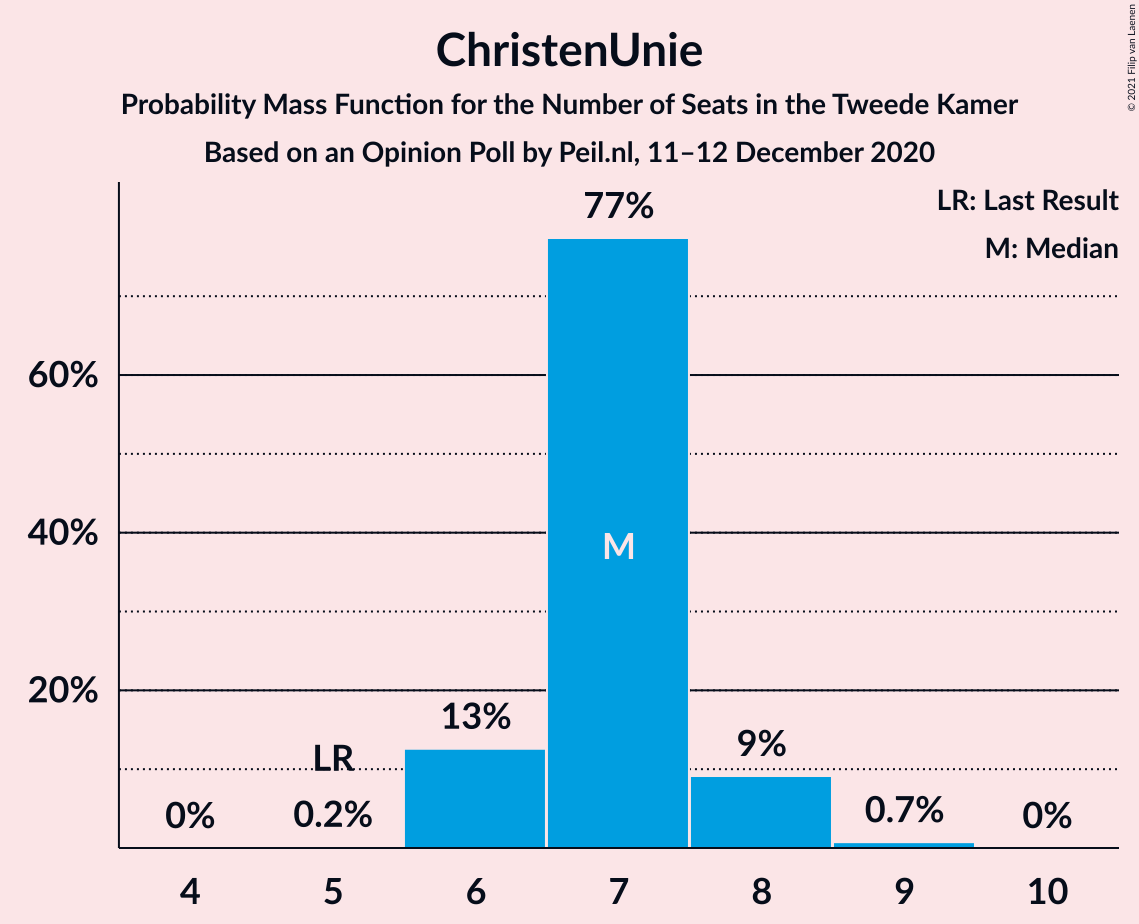 ChristenUnie
Probability Mass Function for the Number of Seats in the Tweede Kamer
Based on an Opinion Poll by Peil.nl, 11–12 December 2020
© 2021 Filip van Laenen
LR: Last Result
M: Median
77%
60%
40%
M
20%
13%
9%
LR
0%
0.2%
0.7%
0%
4 5 6 7 8 9 10